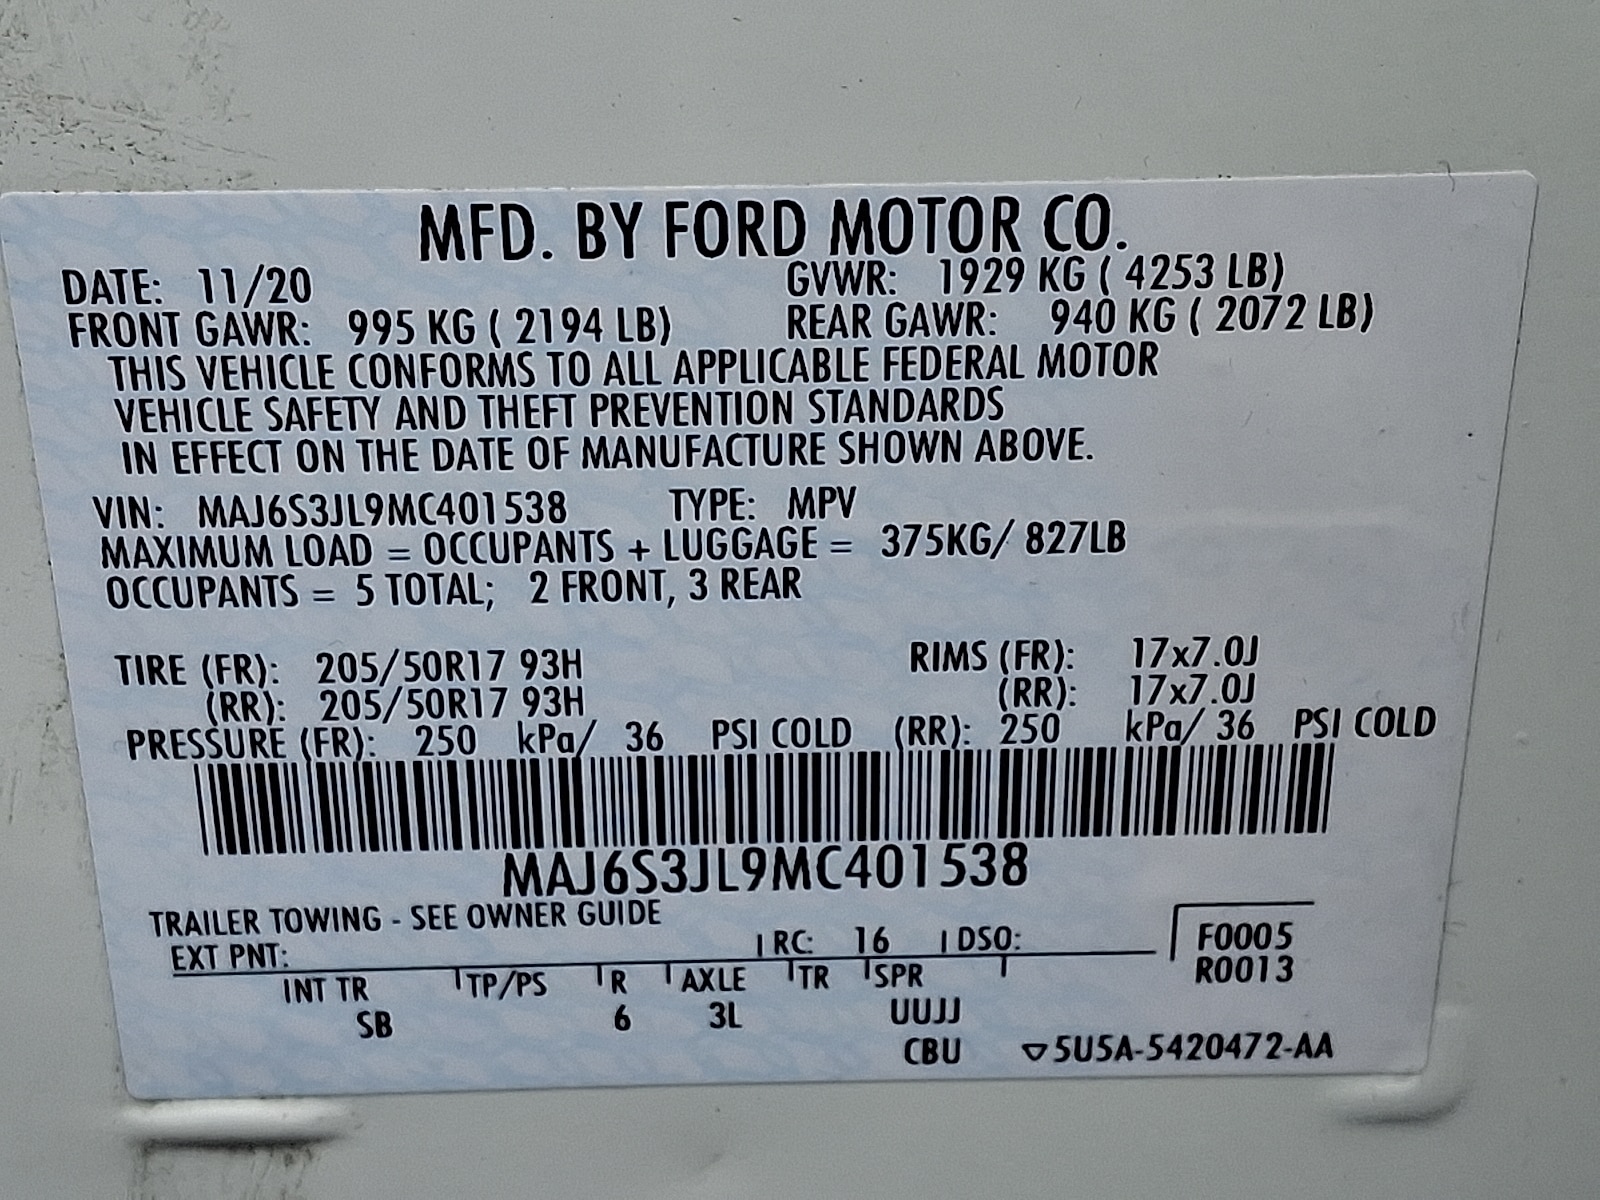 MFD. BY FORD MOTOR CO.
DATE: 11/20 GVWR: 1929 KG ( 4253 LB)
FRONT GAWR: 995 KG ( 2194 LB) REAR GAWR: 940 KG ( 2072 LB)
THIS VEHICLE CONFORMS TO ALL APPLICABLE FEDERAL MOTOR
VEHICLE SAFETY AND THEFT PREVENTION STANDARDS
IN EFFECT ON THE DATE OF MANUFACTURE SHOWN ABOVE.
VIN: MAJ6S3JL9MC401538 TYPE: MPV
MAXIMUM LOAD = OCCUPANTS + LUGGAGE = 375KG/ 827LB
OCCUPANTS = 5 TOTAL; 2 FRONT, 3 REAR
TIRE (FR): 205/50R17 93H RIMS (FR): 17x7.0J
(RR): 205/50R17 93H (RR): 17x7.0J
PRESSURE (FR): 250 kPa/ 36 PSI COLD (RR): 250 kPa/ 36 PSI COLD
MAJ6S3JL9MC401538
TRAILER TOWING - SEE OWNER GUIDE
EXT PNT: RC: 16 DSO: F0005
INT TR TP/PS R AXLE TR SPR R0013
SB 6 3L UUJJ
CBU 5U5A-5420472-AA